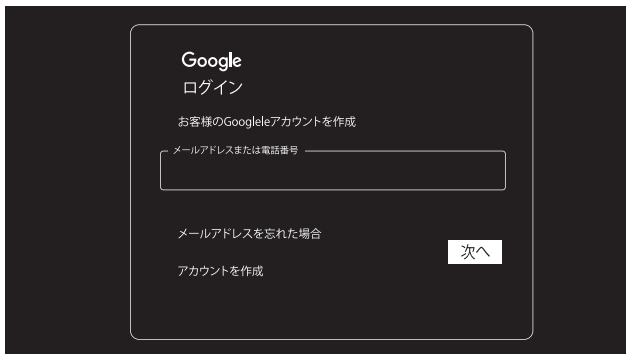 Google
ログイン
お客様のGoogleleアカウントを作成
メールアドレスまたは電話番号
メールアドレスを忘れた場合
次へ
アカウントを作成